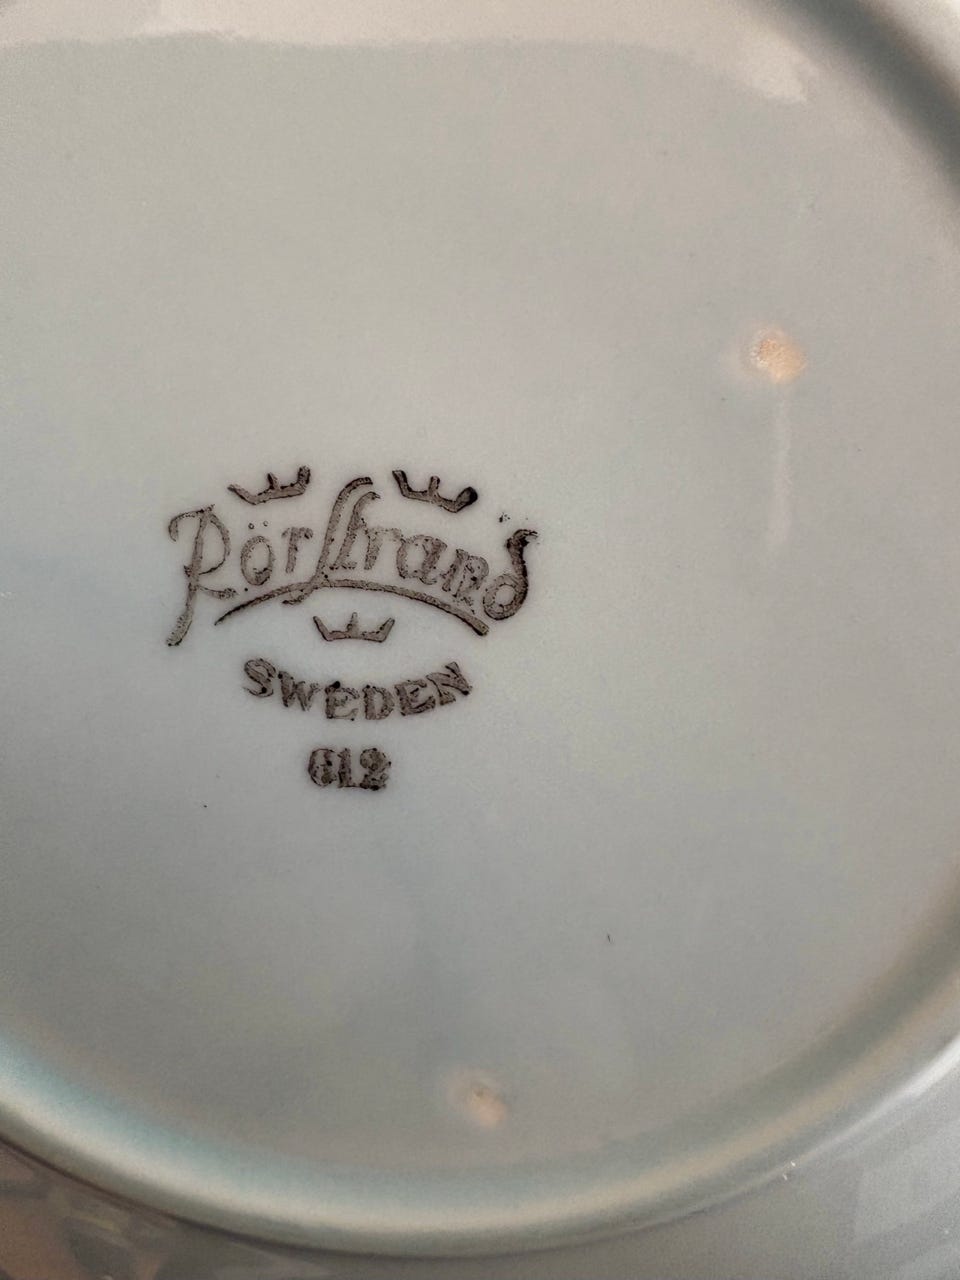 Rörstrand
SWEDEN
612